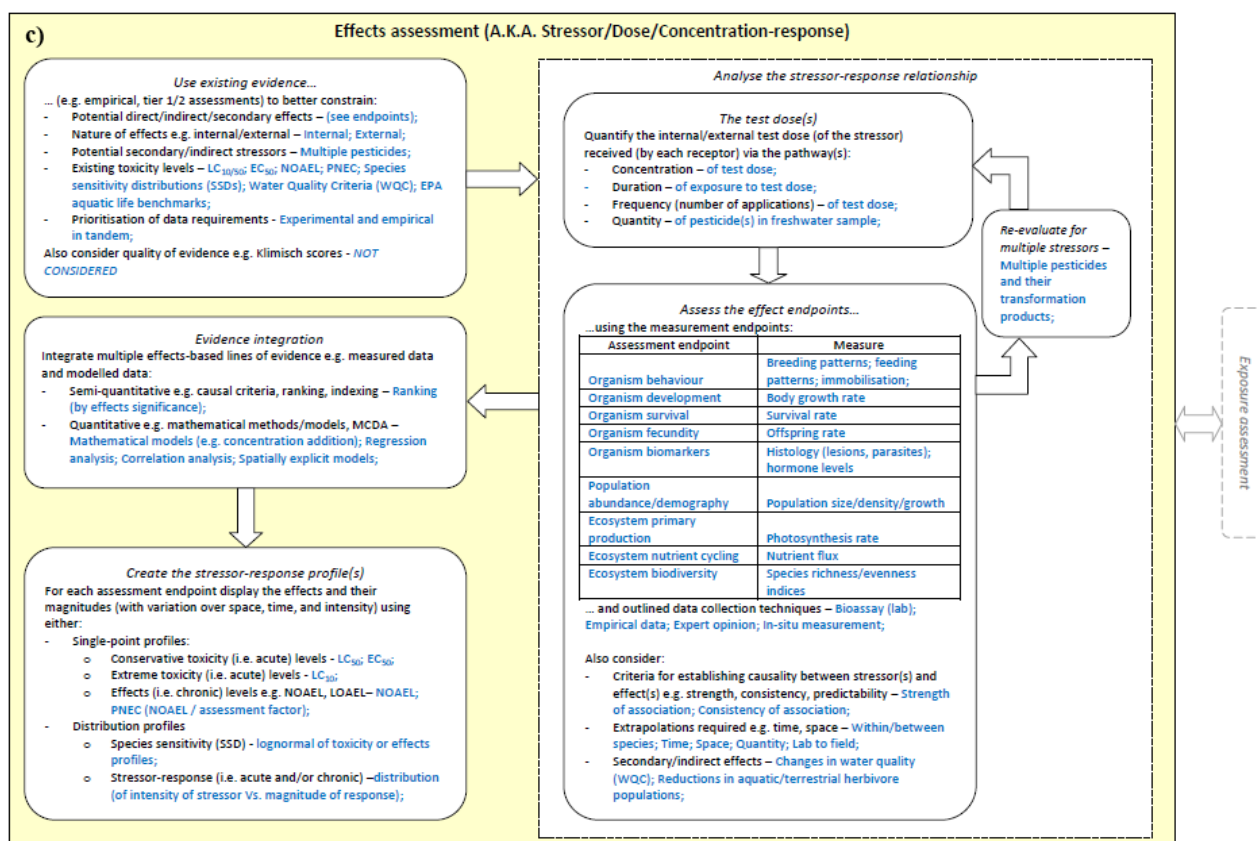 c)
Effects assessment (A.K.A. Stressor/Dose/Concentration-response)
Use existing evidence…
… (e.g. empirical, tier 1/2 assessments) to better constrain:
- Potential direct/indirect/secondary effects – (see endpoints);
- Nature of effects e.g. internal/external – Internal; External;
- Potential secondary/indirect stressors – Multiple pesticides;
- Existing toxicity levels – LC10/50; EC50; NOAEL; PNEC; Species
sensitivity distributions (SSDs); Water Quality Criteria (WQC); EPA
aquatic life benchmarks;
- Prioritisation of data requirements - Experimental and empirical
in tandem;
Also consider quality of evidence e.g. Klimisch scores - NOT
CONSIDERED
Evidence integration
Integrate multiple effects-based lines of evidence e.g. measured data
and modelled data:
- Semi-quantitative e.g. causal criteria, ranking, indexing – Ranking
(by effects significance);
- Quantitative e.g. mathematical methods/models, MCDA –
Mathematical models (e.g. concentration addition); Regression
analysis; Correlation analysis; Spatially explicit models;
Create the stressor-response profile(s)
For each assessment endpoint display the effects and their
magnitudes (with variation over space, time, and intensity) using
either:
- Single-point profiles:
o Conservative toxicity (i.e. acute) levels - LC50; EC50;
o Extreme toxicity (i.e. acute) levels - LC10;
o Effects (i.e. chronic) levels e.g. NOAEL, LOAEL– NOAEL;
PNEC (NOAEL / assessment factor);
- Distribution profiles
o Species sensitivity (SSD) - lognormal of toxicity or effects
profiles;
o Stressor-response (i.e. acute and/or chronic) –distribution
(of intensity of stressor Vs. magnitude of response);
Analyse the stressor-response relationship
The test dose(s)
Quantify the internal/external test dose (of the stressor)
received (by each receptor) via the pathway(s):
- Concentration – of test dose;
- Duration – of exposure to test dose;
- Frequency (number of applications) – of test dose;
- Quantity – of pesticide(s) in freshwater sample;
Re-evaluate for
multiple stressors –
Multiple pesticides
and their
transformation
products;
Assess the effect endpoints…
…using the measurement endpoints:
Assessment endpoint Measure
Organism behaviour Breeding patterns; feeding
patterns; immobilisation;
Organism development Body growth rate
Organism survival Survival rate
Organism fecundity Offspring rate
Organism biomarkers Histology (lesions, parasites);
hormone levels
Population
abundance/demography Population size/density/growth
Ecosystem primary
production Photosynthesis rate
Ecosystem nutrient cycling Nutrient flux
Ecosystem biodiversity Species richness/evenness
indices
… and outlined data collection techniques – Bioassay (lab);
Empirical data; Expert opinion; In-situ measurement;
Also consider:
- Criteria for establishing causality between stressor(s) and
effect(s) e.g. strength, consistency, predictability – Strength
of association; Consistency of association;
- Extrapolations required e.g. time, space – Within/between
species; Time; Space; Quantity; Lab to field;
- Secondary/indirect effects – Changes in water quality
(WQC); Reductions in aquatic/terrestrial herbivore
populations;
Exposure assessment